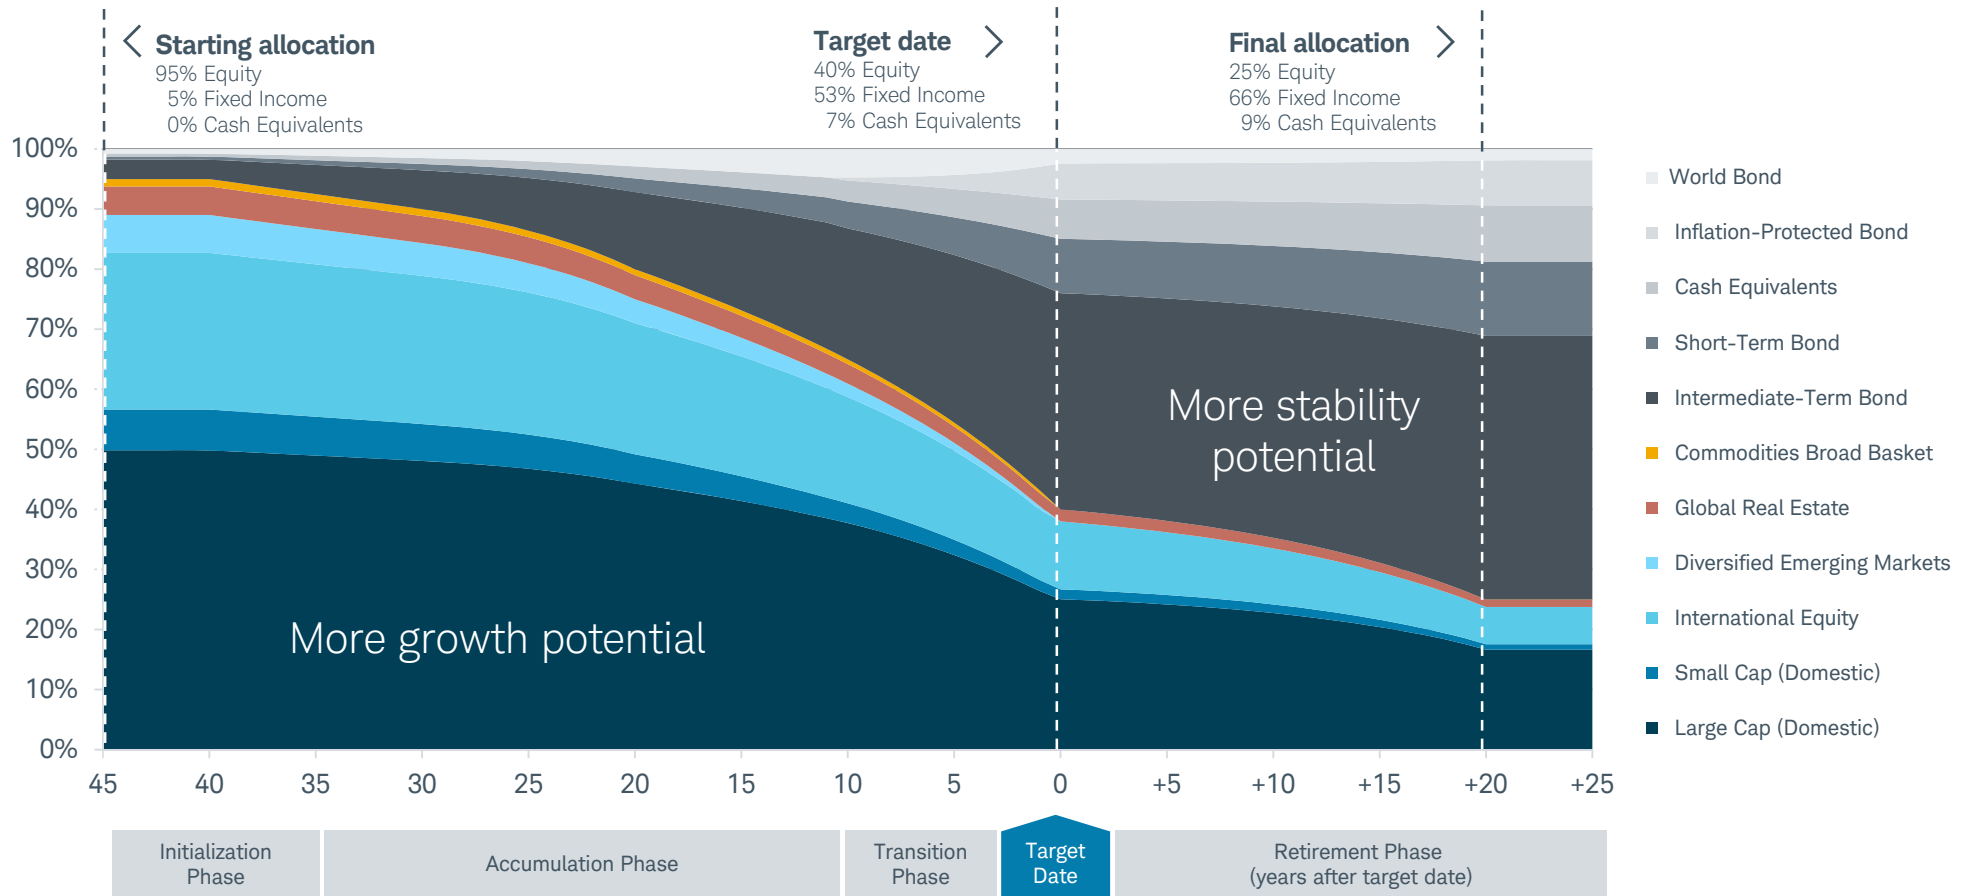 Starting allocation
95% Equity
5% Fixed Income
0% Cash Equivalents
Target date
40% Equity
53% Fixed Income
7% Cash Equivalents
Final allocation
25% Equity
66% Fixed Income
9% Cash Equivalents
100%
90%
80%
70%
60%
50%
40%
30%
20%
10%
0%
More growth potential
More stability
potential
45
40
35
30
25
20
15
10
5
0
+5
+10
+15
+20
+25
World Bond
Inflation-Protected Bond
Cash Equivalents
Short-Term Bond
Intermediate-Term Bond
Commodities Broad Basket
Global Real Estate
Diversified Emerging Markets
International Equity
Small Cap (Domestic)
Large Cap (Domestic)
Initialization
Phase
Accumulation Phase
Transition
Phase
Target
Date
Retirement Phase
(years after target date)